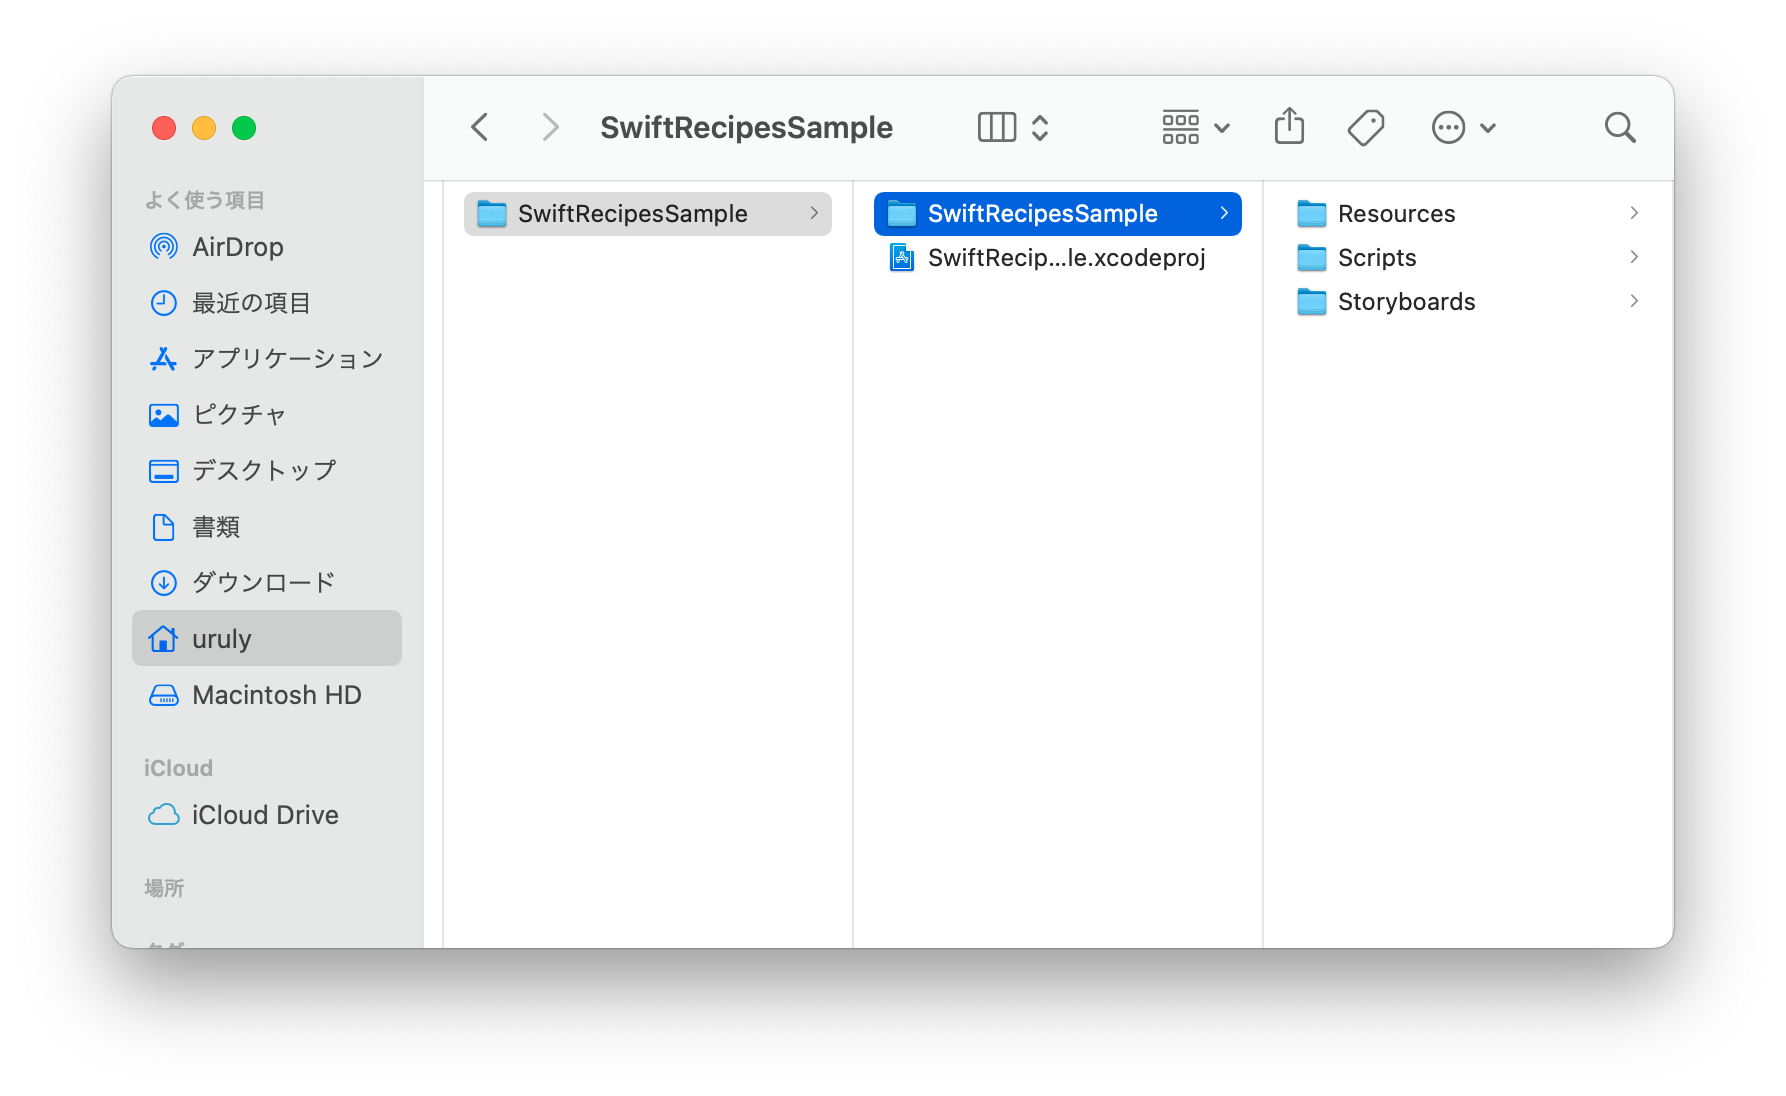 SwiftRecipesSample
よく使う項目
AirDrop
最近の項目
アプリケーション
ピクチャ
デスクトップ
書類
ダウンロード
uruly
Macintosh HD
iCloud
iCloud Drive
場所
SwiftRecipesSample
SwiftRecipesSample
SwiftRecip...le.xcodeproj
Resources
Scripts
Storyboards